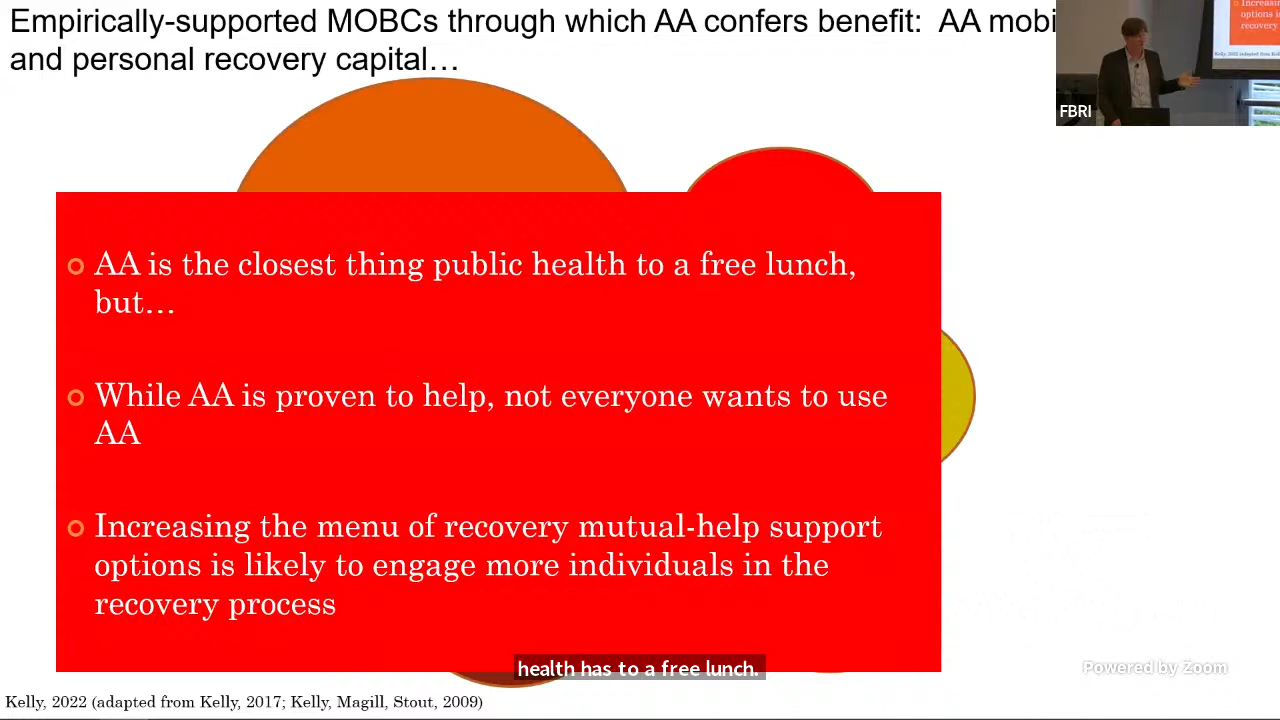 Empirically-supported MOBCs through which AA confers benefit: AA mobi
and personal recovery capital…
FBRI
AA is the closest thing public health to a free lunch,
but…
While AA is proven to help, not everyone wants to use
AA
Increasing the menu of recovery mutual-help support
options is likely to engage more individuals in the
recovery process
health has to a free lunch.
Powered by Zoom
Kelly, 2022 (adapted from Kelly, 2017; Kelly, Magill, Stout, 2009)